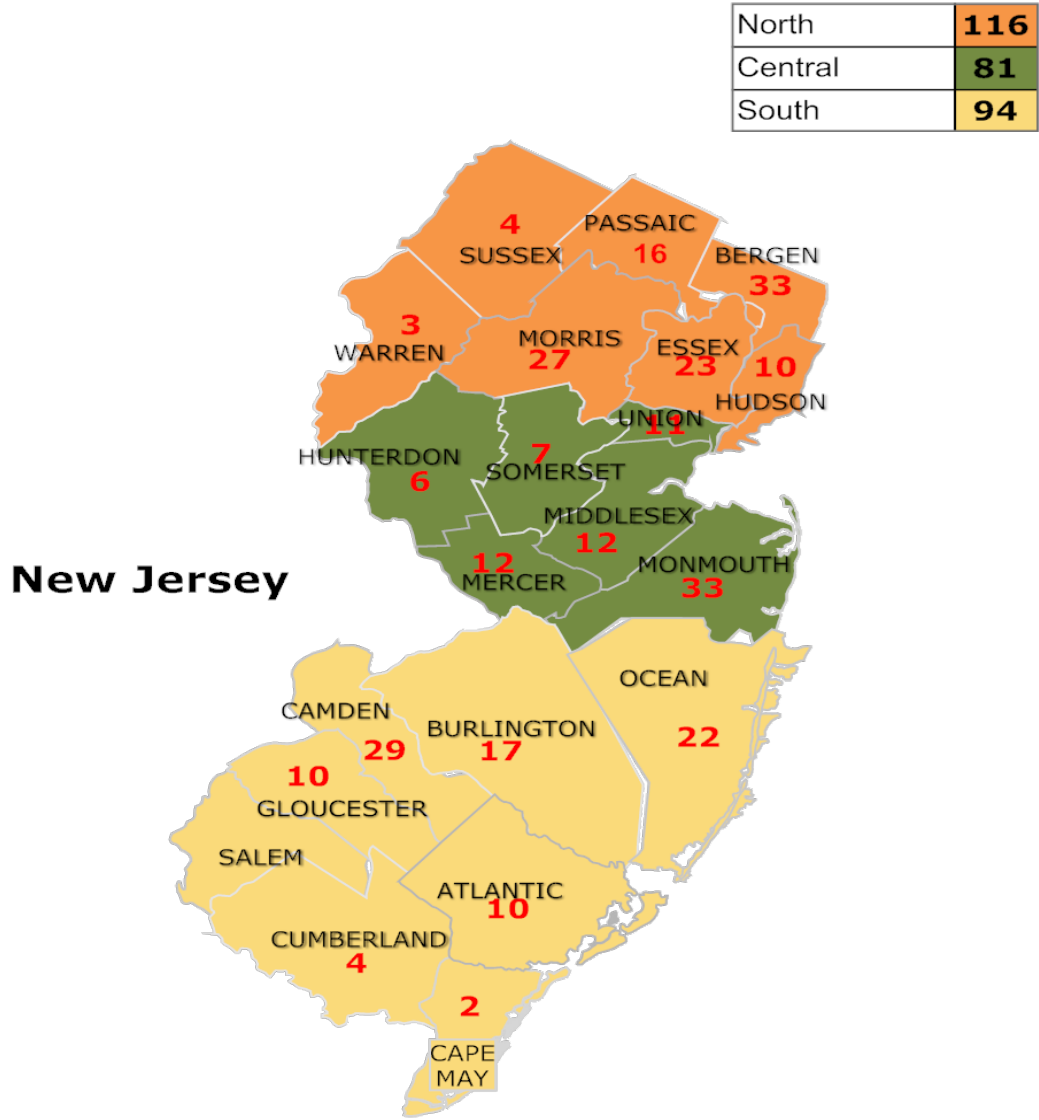 North 116
Central 81
South 94
4
SUSSEX
PASSAIC
16
BERGEN
33
3
WARREN
MORRIS
27
ESSEX
23
10
HUDSON
UNION
11
HUNTERDON
6
7
SOMERSET
MIDDLESEX
12
12
MERCER
MONMOUTH
33
New Jersey
OCEAN
22
CAMDEN
29
BURLINGTON
17
10
GLOUCESTER
SALEM
ATLANTIC
10
CUMBERLAND
4
2
CAPE
MAY